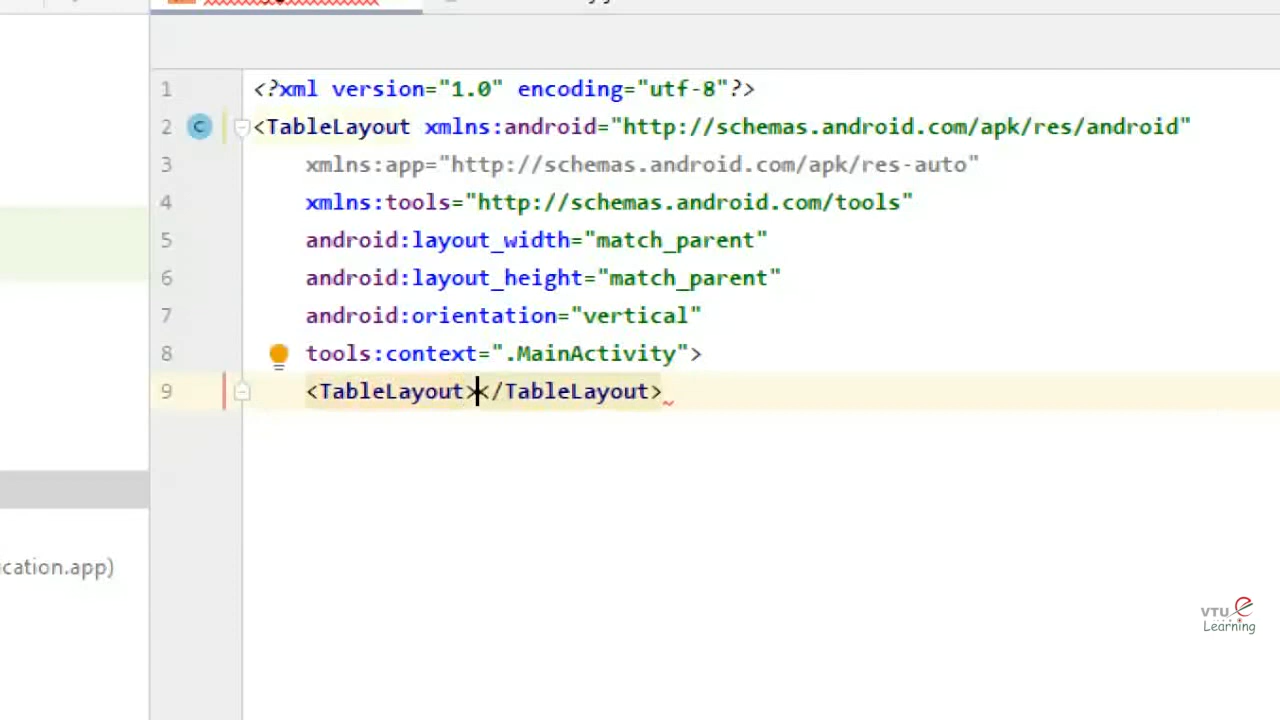 1 <?xml version="1.0" encoding="utf-8"?>
2 C <TableLayout xmlns:android="http://schemas.android.com/apk/res/android"
3 xmlns:app="http://schemas.android.com/apk/res-auto"
4 xmlns:tools="http://schemas.android.com/tools"
5 android:layout_width="match_parent"
6 android:layout_height="match_parent"
7 android:orientation="vertical"
8 tools:context=".MainActivity">
9 <TableLayout></TableLayout>
ication.app)
VTU e
Learning